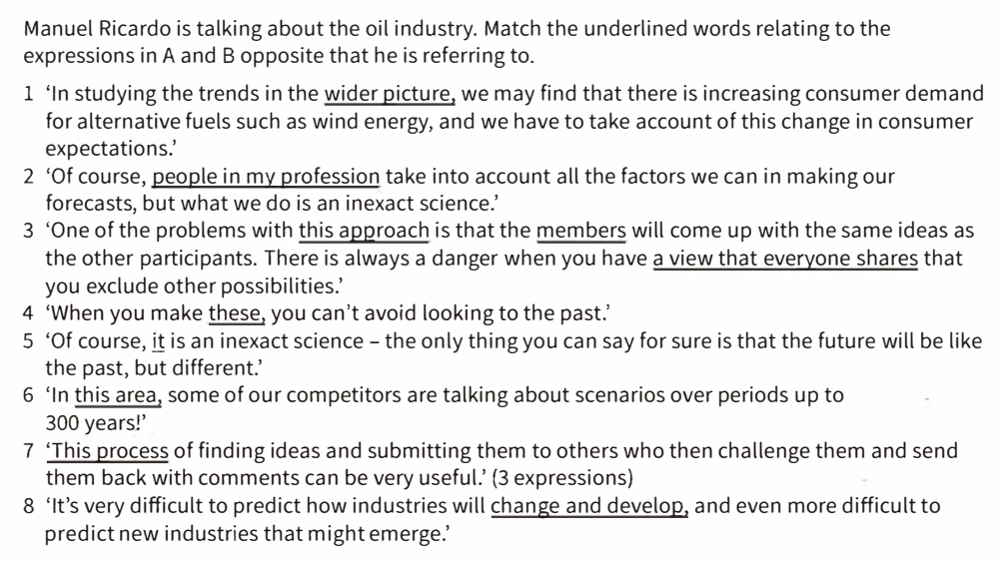 Manuel Ricardo is talking about the oil industry. Match the underlined words relating to the
expressions in A and B opposite that he is referring to.
1 ‘In studying the trends in the wider picture, we may find that there is increasing consumer demand
for alternative fuels such as wind energy, and we have to take account of this change in consumer
expectations.’
2 ‘Of course, people in my profession take into account all the factors we can in making our
forecasts, but what we do is an inexact science.’
3 ‘One of the problems with this approach is that the members will come up with the same ideas as
the other participants. There is always a danger when you have a view that everyone shares that
you exclude other possibilities.’
4 ‘When you make these, you can’t avoid looking to the past.’
5 ‘Of course, it is an inexact science – the only thing you can say for sure is that the future will be like
the past, but different.’
6 ‘In this area, some of our competitors are talking about scenarios over periods up to
300 years!’
7 ‘This process of finding ideas and submitting them to others who then challenge them and send
them back with comments can be very useful.’ (3 expressions)
8 ‘It’s very difficult to predict how industries will change and develop, and even more difficult to
predict new industries that might emerge.’